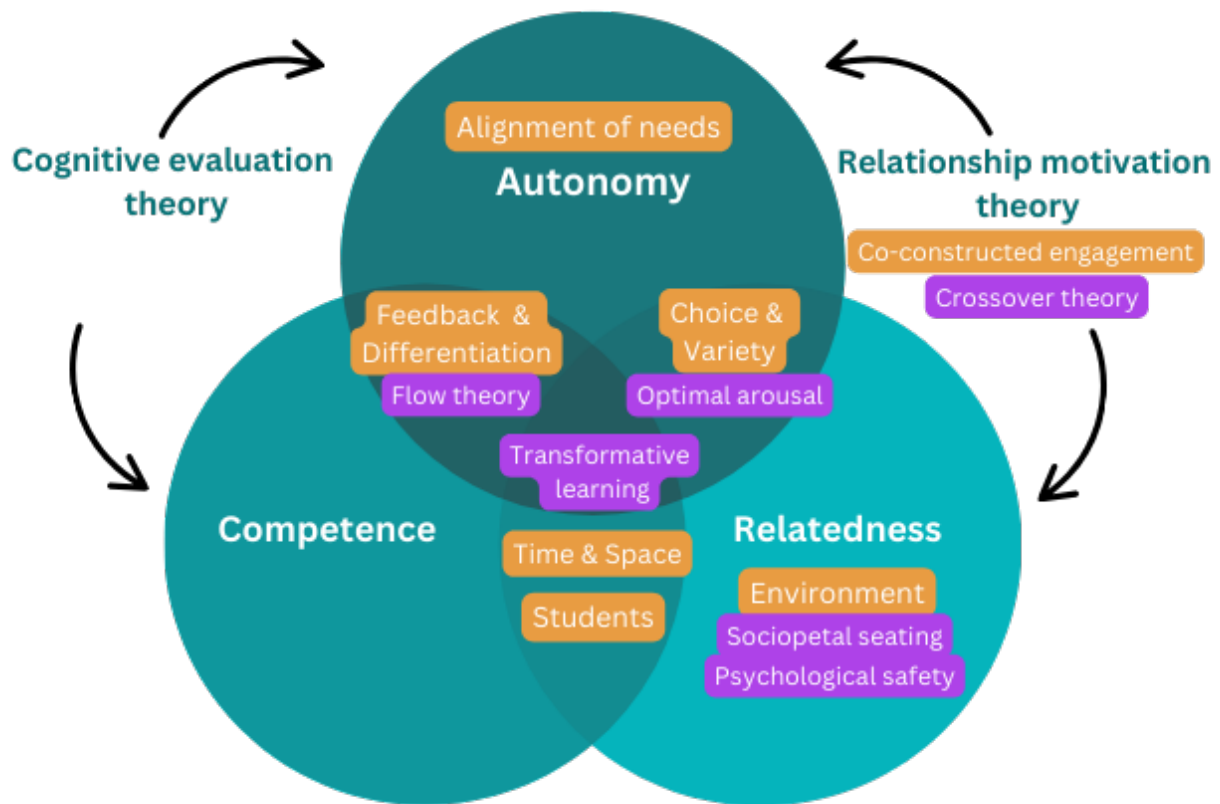 Alignment of needs
Autonomy
Cognitive evaluation
theory
Relationship motivation
theory
Co-constructed engagement
Crossover theory
Feedback &
Differentiation
Flow theory
Choice &
Variety
Optimal arousal
Transformative
learning
Competence
Time & Space
Students
Relatedness
Environment
Sociopetal seating
Psychological safety